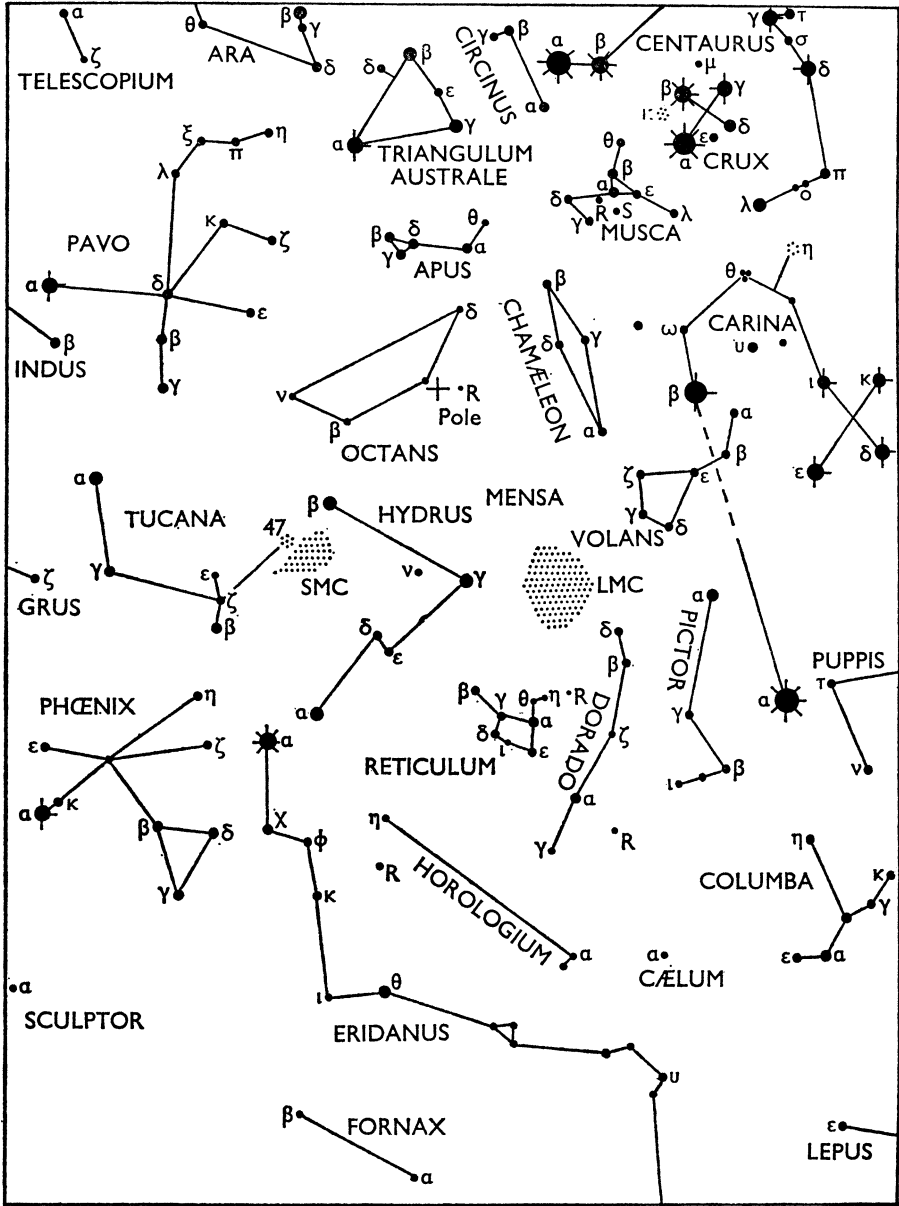 α
ζ
TELESCOPIUM
θ
ARA
β
γ
δ
β
δ
ε
α
γ
TRIANGULUM
AUSTRALE
CIRCINUS
γ
β
α
α
β
CENTAURUS
μ
γ
τ
σ
δ
π
ο
λ
β
γ
δ
ε
α
CRUX
ξ
π
η
λ
κ
ζ
PAVO
α
δ
ε
β
γ
β
INDUS
θ
β
δ
γ
α
APUS
θ
β
α
ε
δ
R
S
γ
λ
MUSCA
δ
ν
β
R
Pole
OCTANS
β
γ
δ
α
CHAMÆLEON
η
θ
ω
CARINA
υ
β
ι
κ
ε
δ
α
β
ε
ζ
γ
δ
VOLANS
α
TUCANA
47
γ
ε
ζ
β
SMC
β
HYDRUS
MENSA
ν
γ
δ
ε
α
LMC
ζ
GRUS
δ
β
ζ
α
γ
R
DORADO
α
PICTOR
γ
β
ι
PUPPIS
τ
α
ν
PHŒNIX
η
ε
ζ
κ
α
β
δ
γ
β
γ
θ
η
R
α
δ
ι
ε
RETICULUM
α
χ
φ
κ
ι
θ
ERIDANUS
υ
η
R
HOROLOGIUM
α
α
CÆLUM
η
COLUMBA
κ
γ
ε
α
α
SCULPTOR
β
FORNAX
α
ε
LEPUS